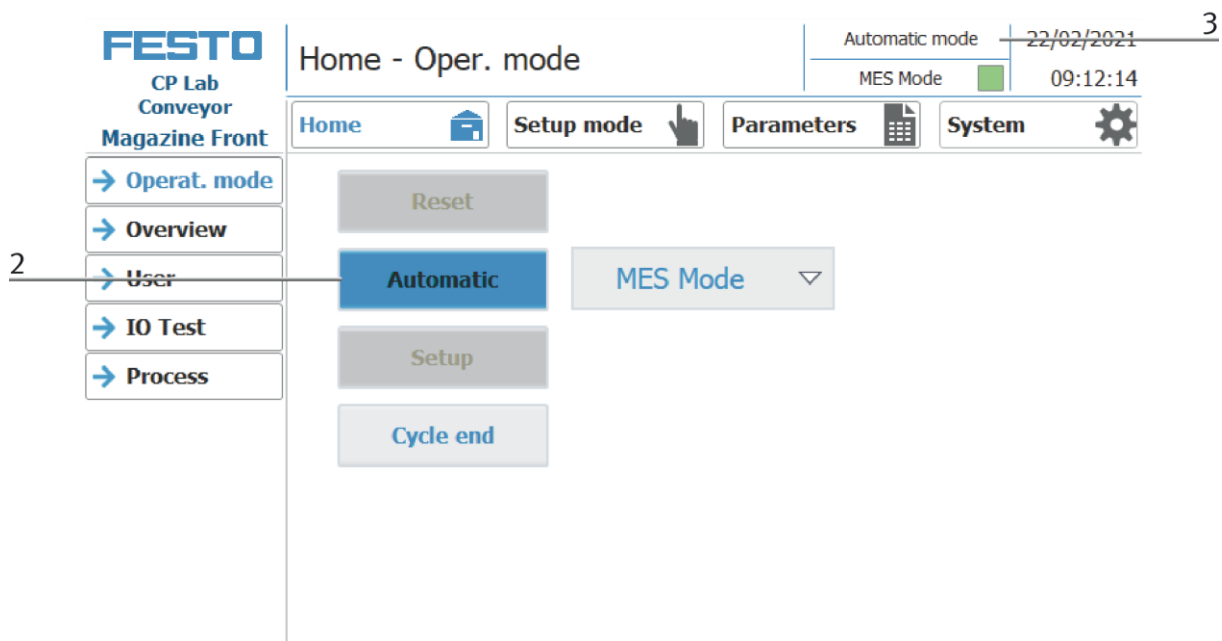 FESTO
CP Lab
Conveyor
Magazine Front
Home - Oper. mode
Automatic mode
22/02/2021
3
MES Mode
09:12:14
Home
Setup mode
Parameters
System
Operat. mode
Overview
User
IO Test
Process
Reset
2
Automatic
MES Mode
Setup
Cycle end